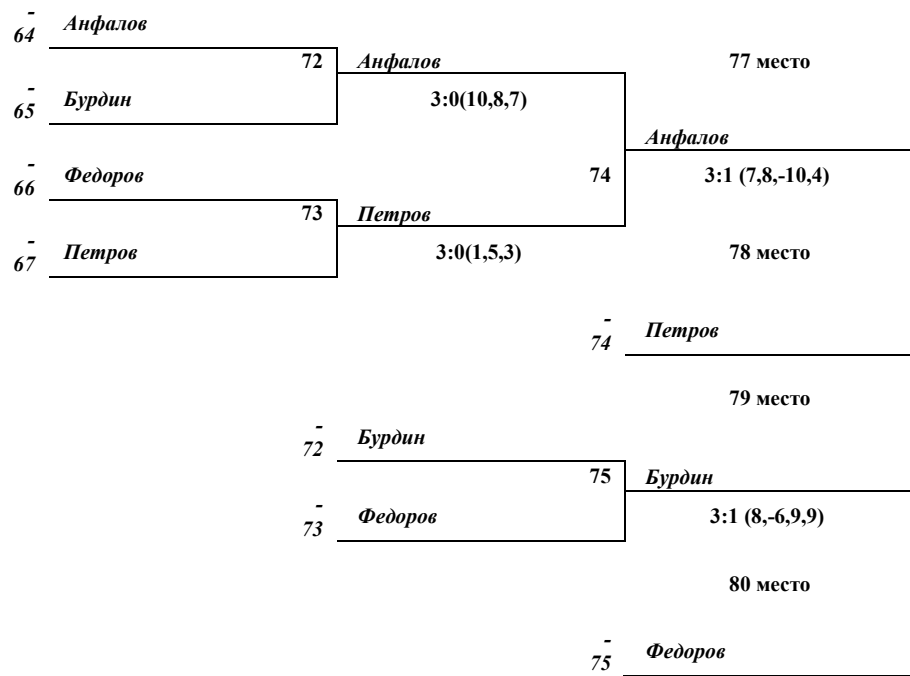 -
64 Анфалов
72 Анфалов 77 место
-
65 Бурдин 3:0(10,8,7)
Анфалов
-
66 Федоров 74 3:1 (7,8,-10,4)
73 Петров
-
67 Петров 3:0(1,5,3) 78 место
-
74 Петров
79 место
-
72 Бурдин
75 Бурдин
-
73 Федоров 3:1 (8,-6,9,9)
80 место
-
75 Федоров